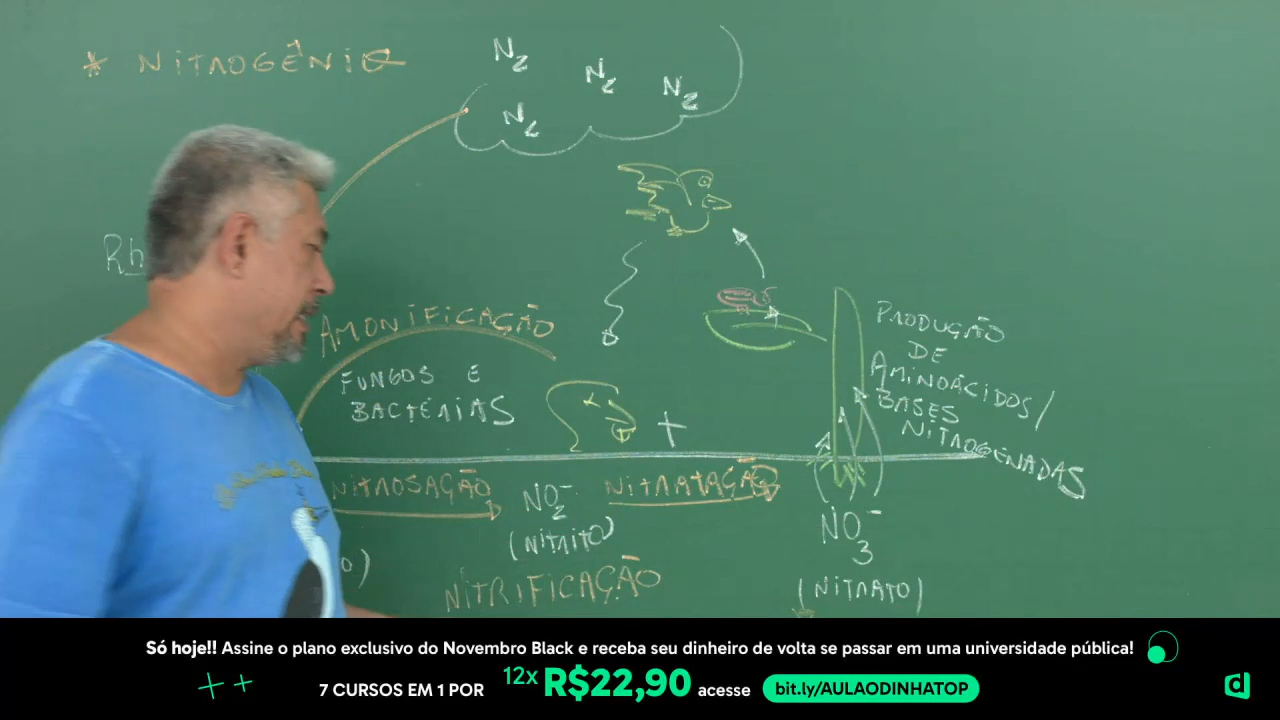 * NITROGÊNIO
N2
N2
N2
N2
Rh
AMONIFICAÇÃO
FUNGOS E
BACTÉRIAS
+
PRODUÇÃO
DE
AMINOÁCIDOS/
BASES
NITROGENADAS
NITROSAÇÃO
NO2-
(NITRITO)
NITRATAÇÃO
NO3-
(NITRATO)
O)
NITRIFICAÇÃO
Só hoje!! Assine o plano exclusivo do Novembro Black e receba seu dinheiro de volta se passar em uma universidade pública!
7 CURSOS EM 1 POR 12x R$22,90 acesse bit.ly/AULAODINHATOP
d